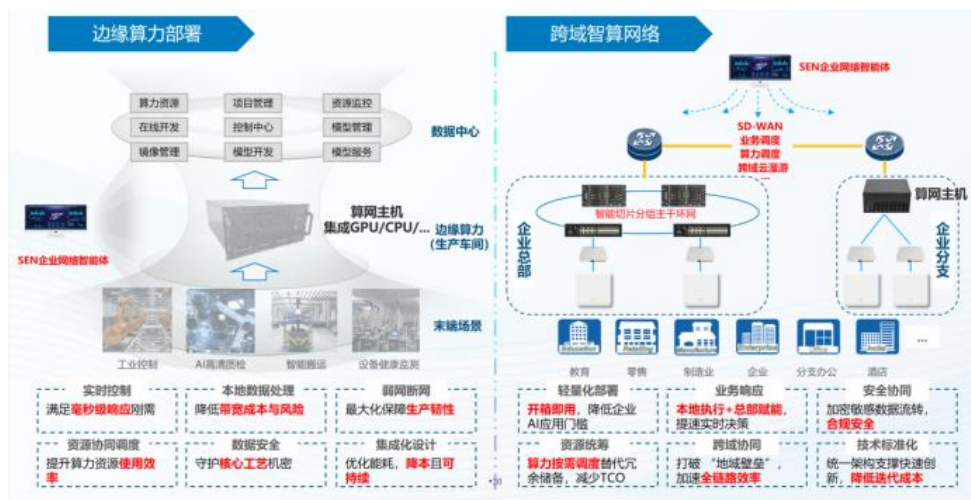 边缘算力部署
算力资源
项目管理
资源监控
在线开发
控制中心
模型管理
镜像管理
模型开发
模型服务
数据中心
SEN企业网络智能体
算网主机
集成GPU/CPU/...
边缘算力
(生产车间)
末端场景
工业控制
AI高清质检
智能搬运
设备健康监测
实时控制
满足毫秒级响应刚需
本地数据处理
降低带宽成本与风险
弱网断网
最大化保障生产韧性
资源协同调度
提升算力资源使用效
率
数据安全
守护核心工艺机密
集成化设计
优化能耗，降本且可
持续
跨域智算网络
SEN企业网络智能体
SD-WAN
业务调度
算力调度
跨域云漫游
...
智能切片分组主干环网
企业总部
算网主机
企业分支
Education
Retailing
Manufacture
Enterprise
Office
Hotel
...
教育
零售
制造业
企业
分支办公
酒店
轻量化部署
开箱即用，降低企业
AI应用门槛
业务响应
本地执行+总部赋能，
提速实时决策
安全协同
加密敏感数据流转，
合规安全
资源统筹
算力按需调度替代冗
余储备，减少TCO
跨域协同
打破“地域壁垒”，
加速全链路效率
技术标准化
统一架构支撑快速创
新，降低迭代成本